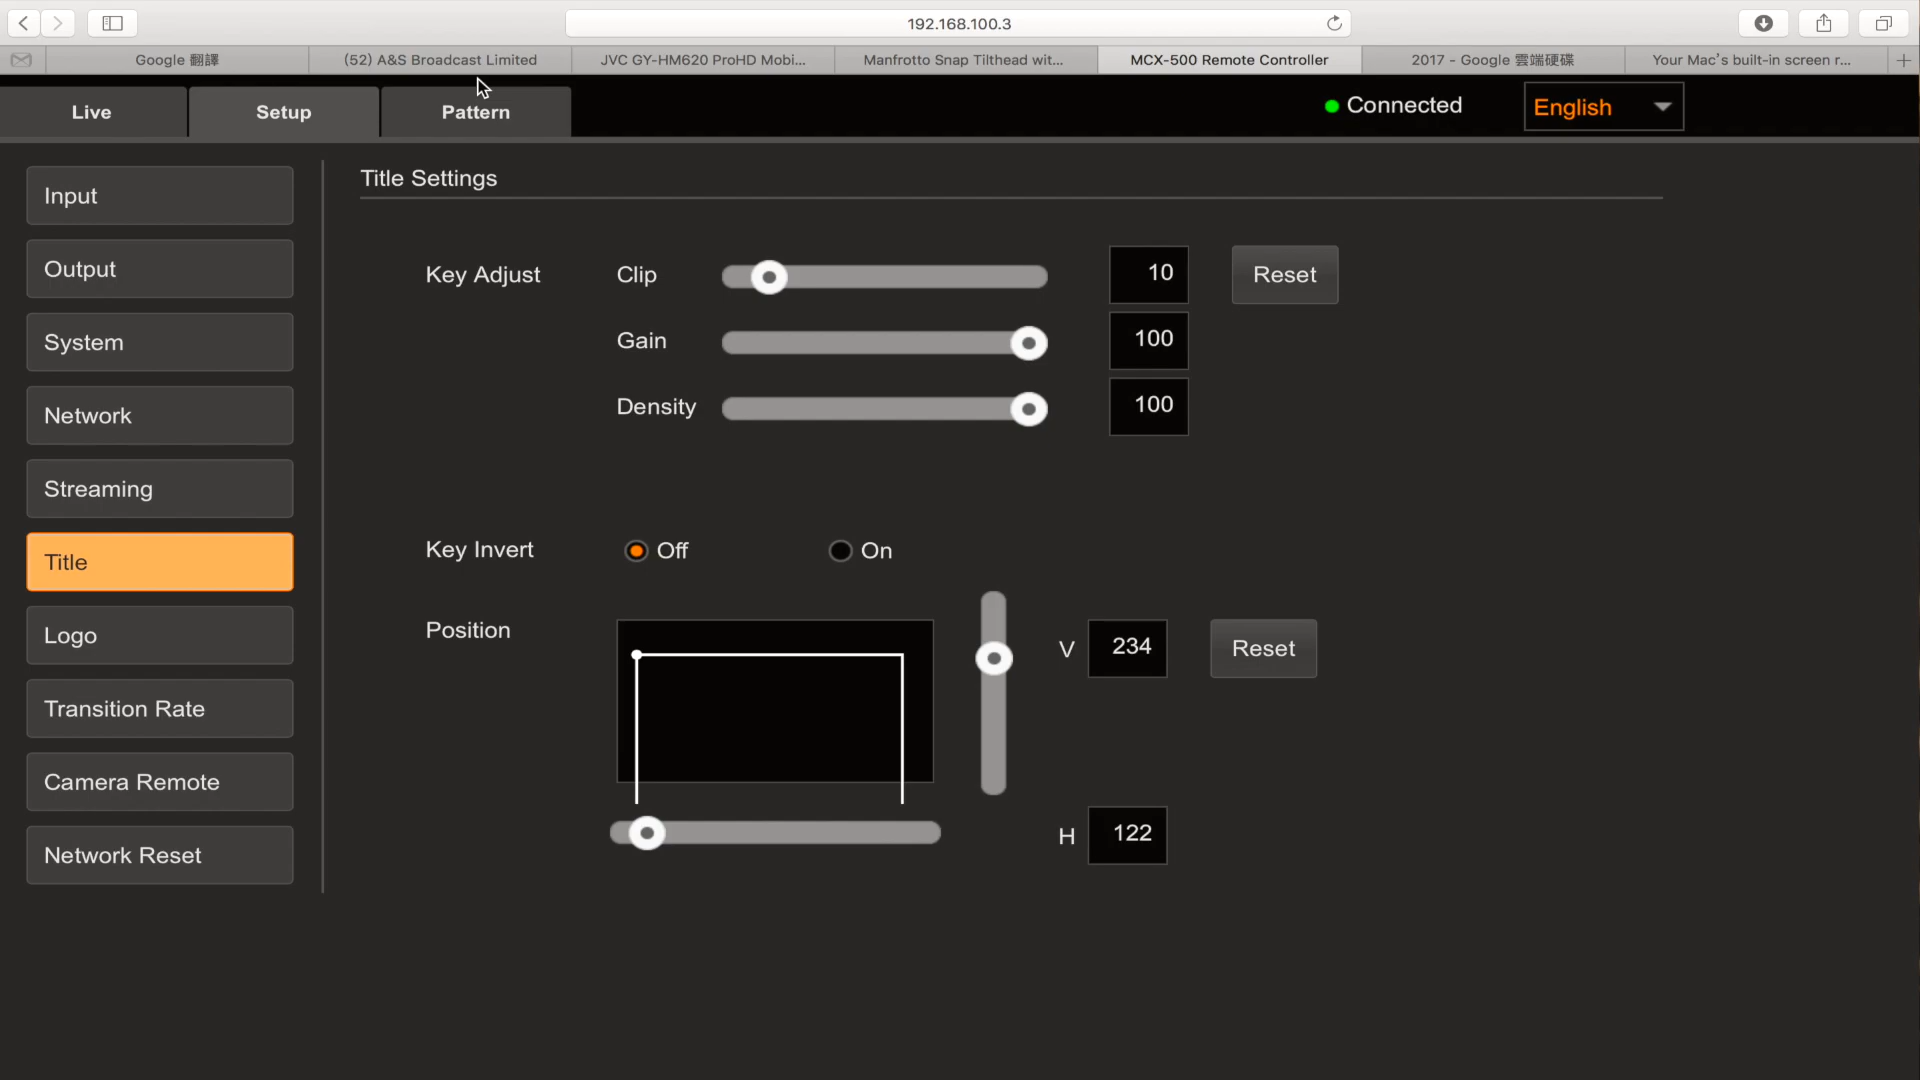 192.168.100.3
Google 翻譯
(52) A&S Broadcast Limited
JVC GY-HM620 ProHD Mobi...
Manfrotto Snap Tilthead wit...
MCX-500 Remote Controller
2017 - Google 雲端硬碟
Your Mac's built-in screen r...
Live
Setup
Pattern
Connected
English
Input
Output
System
Network
Streaming
Title
Logo
Transition Rate
Camera Remote
Network Reset
Title Settings
Key Adjust
Clip
10
Reset
Gain
100
Density
100
Key Invert
Off
On
Position
V
234
Reset
H
122